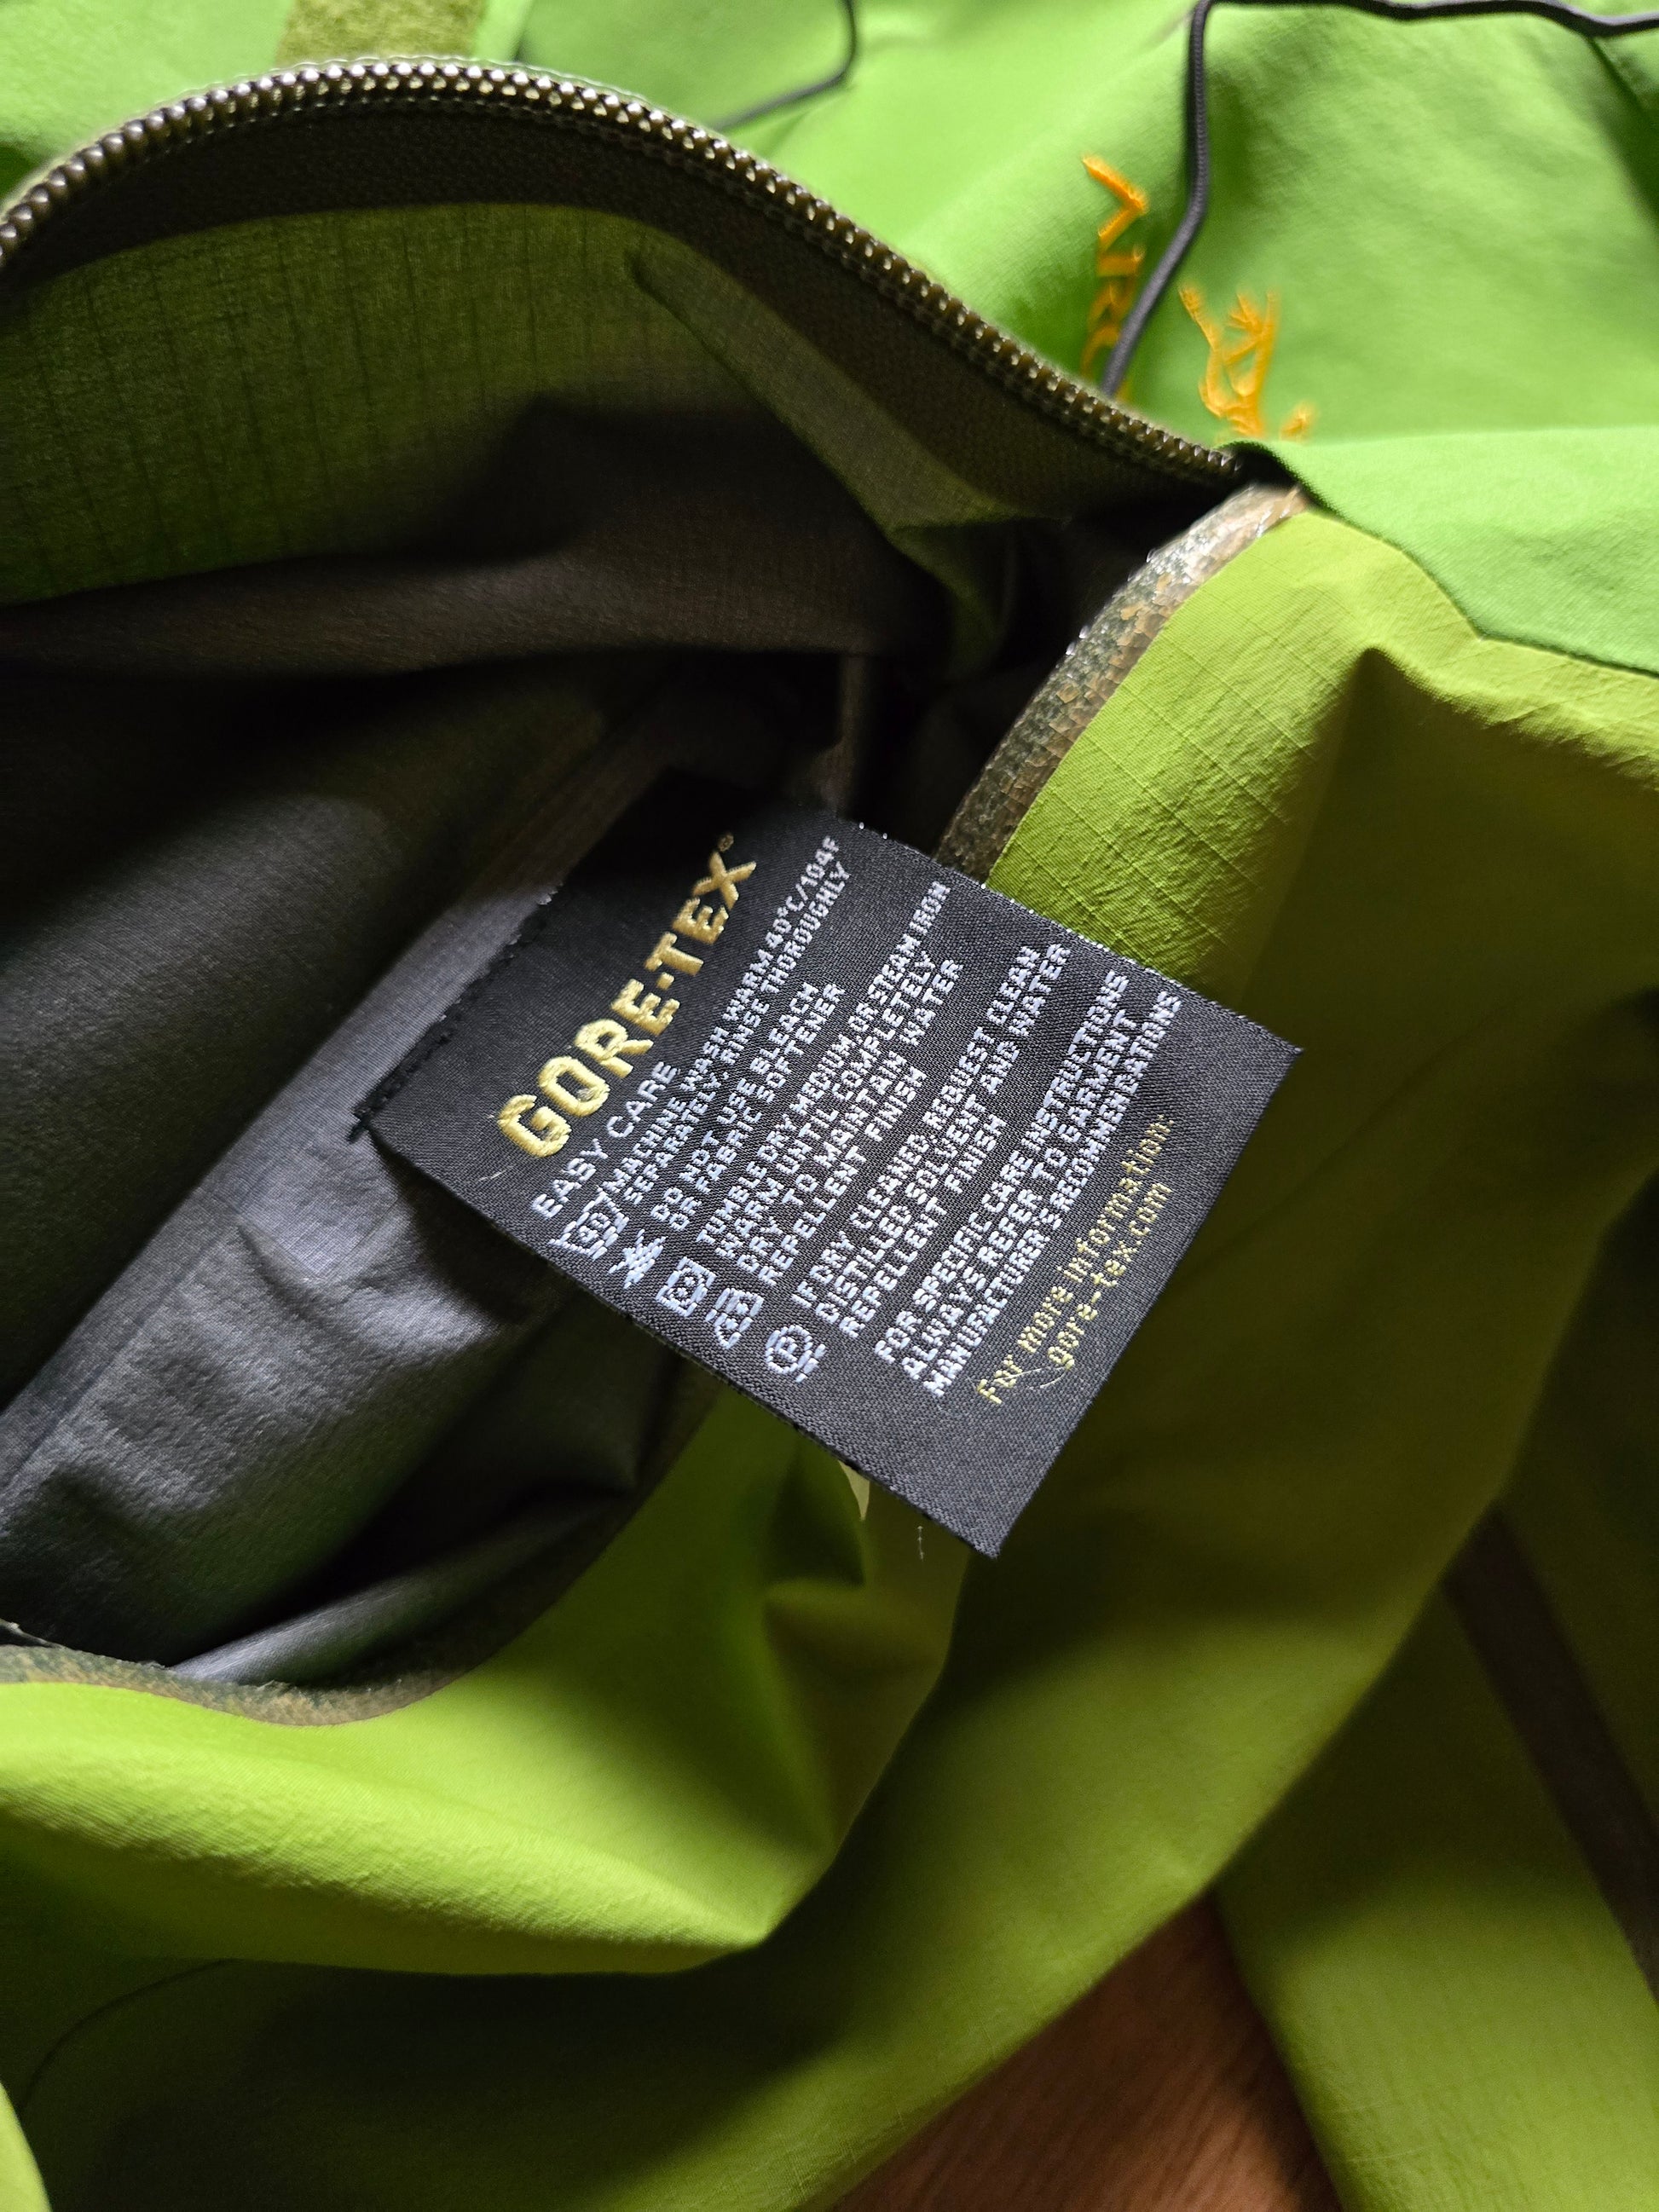 GORE-TEX®
EASY CARE
MACHINE WASH WARM 40°C/104F
SEPARATELY. RINSE THOROUGHLY
DO NOT USE BLEACH
OR FABRIC SOFTENER
TUMBLE DRY MEDIUM OR STEAM IRON
WARM UNTIL COMPLETELY
DRY TO MAINTAIN WATER
REPELLENT FINISH
IF DRY CLEANED, REQUEST CLEAN
DISTILLED SOLVENT AND WATER
REPELLENT FINISH
FOR SPECIFIC CARE INSTRUCTIONS
ALWAYS REFER TO GARMENT
MANUFACTURER'S RECOMMENDATIONS
For more information:
gore-tex.com